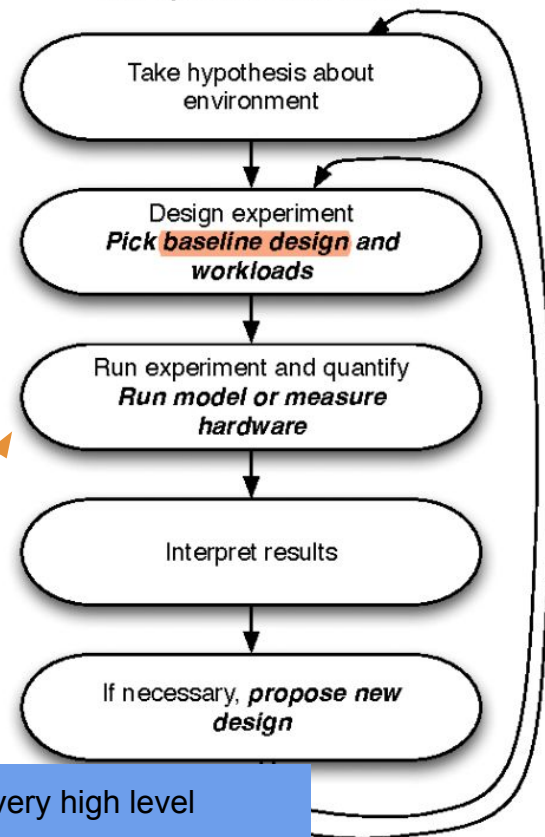 Take hypothesis about
environment
Design experiment
Pick baseline design and
workloads
Run experiment and quantify
Run model or measure
hardware
Interpret results
If necessary, propose new
design
very high level